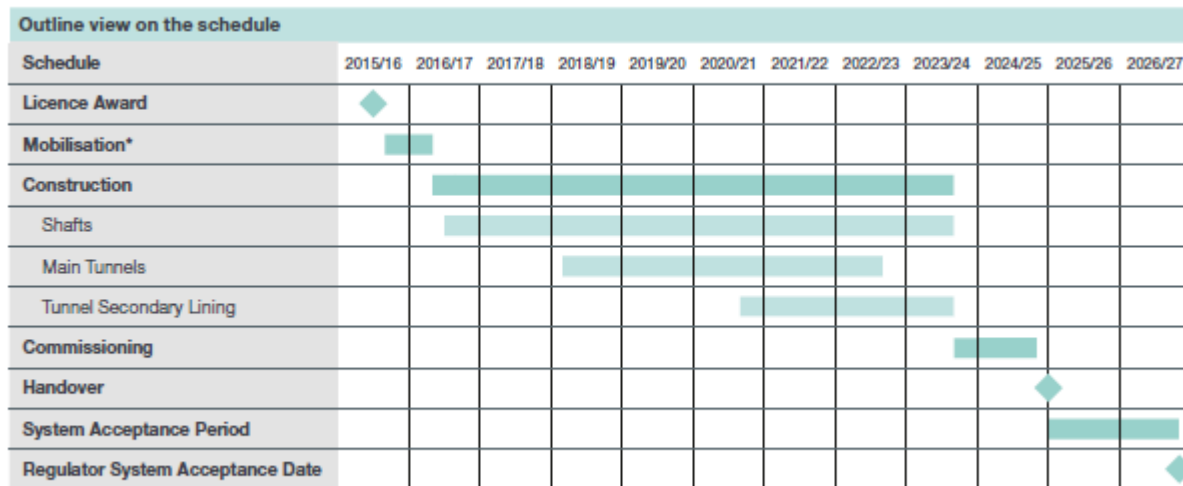 Outline view on the schedule
Schedule 2015/16 2016/17 2017/18 2018/19 2019/20 2020/21 2021/22 2022/23 2023/24 2024/25 2025/26 2026/27
Licence Award
Mobilisation*
Construction
Shafts
Main Tunnels
Tunnel Secondary Lining
Commissioning
Handover
System Acceptance Period
Regulator System Acceptance Date